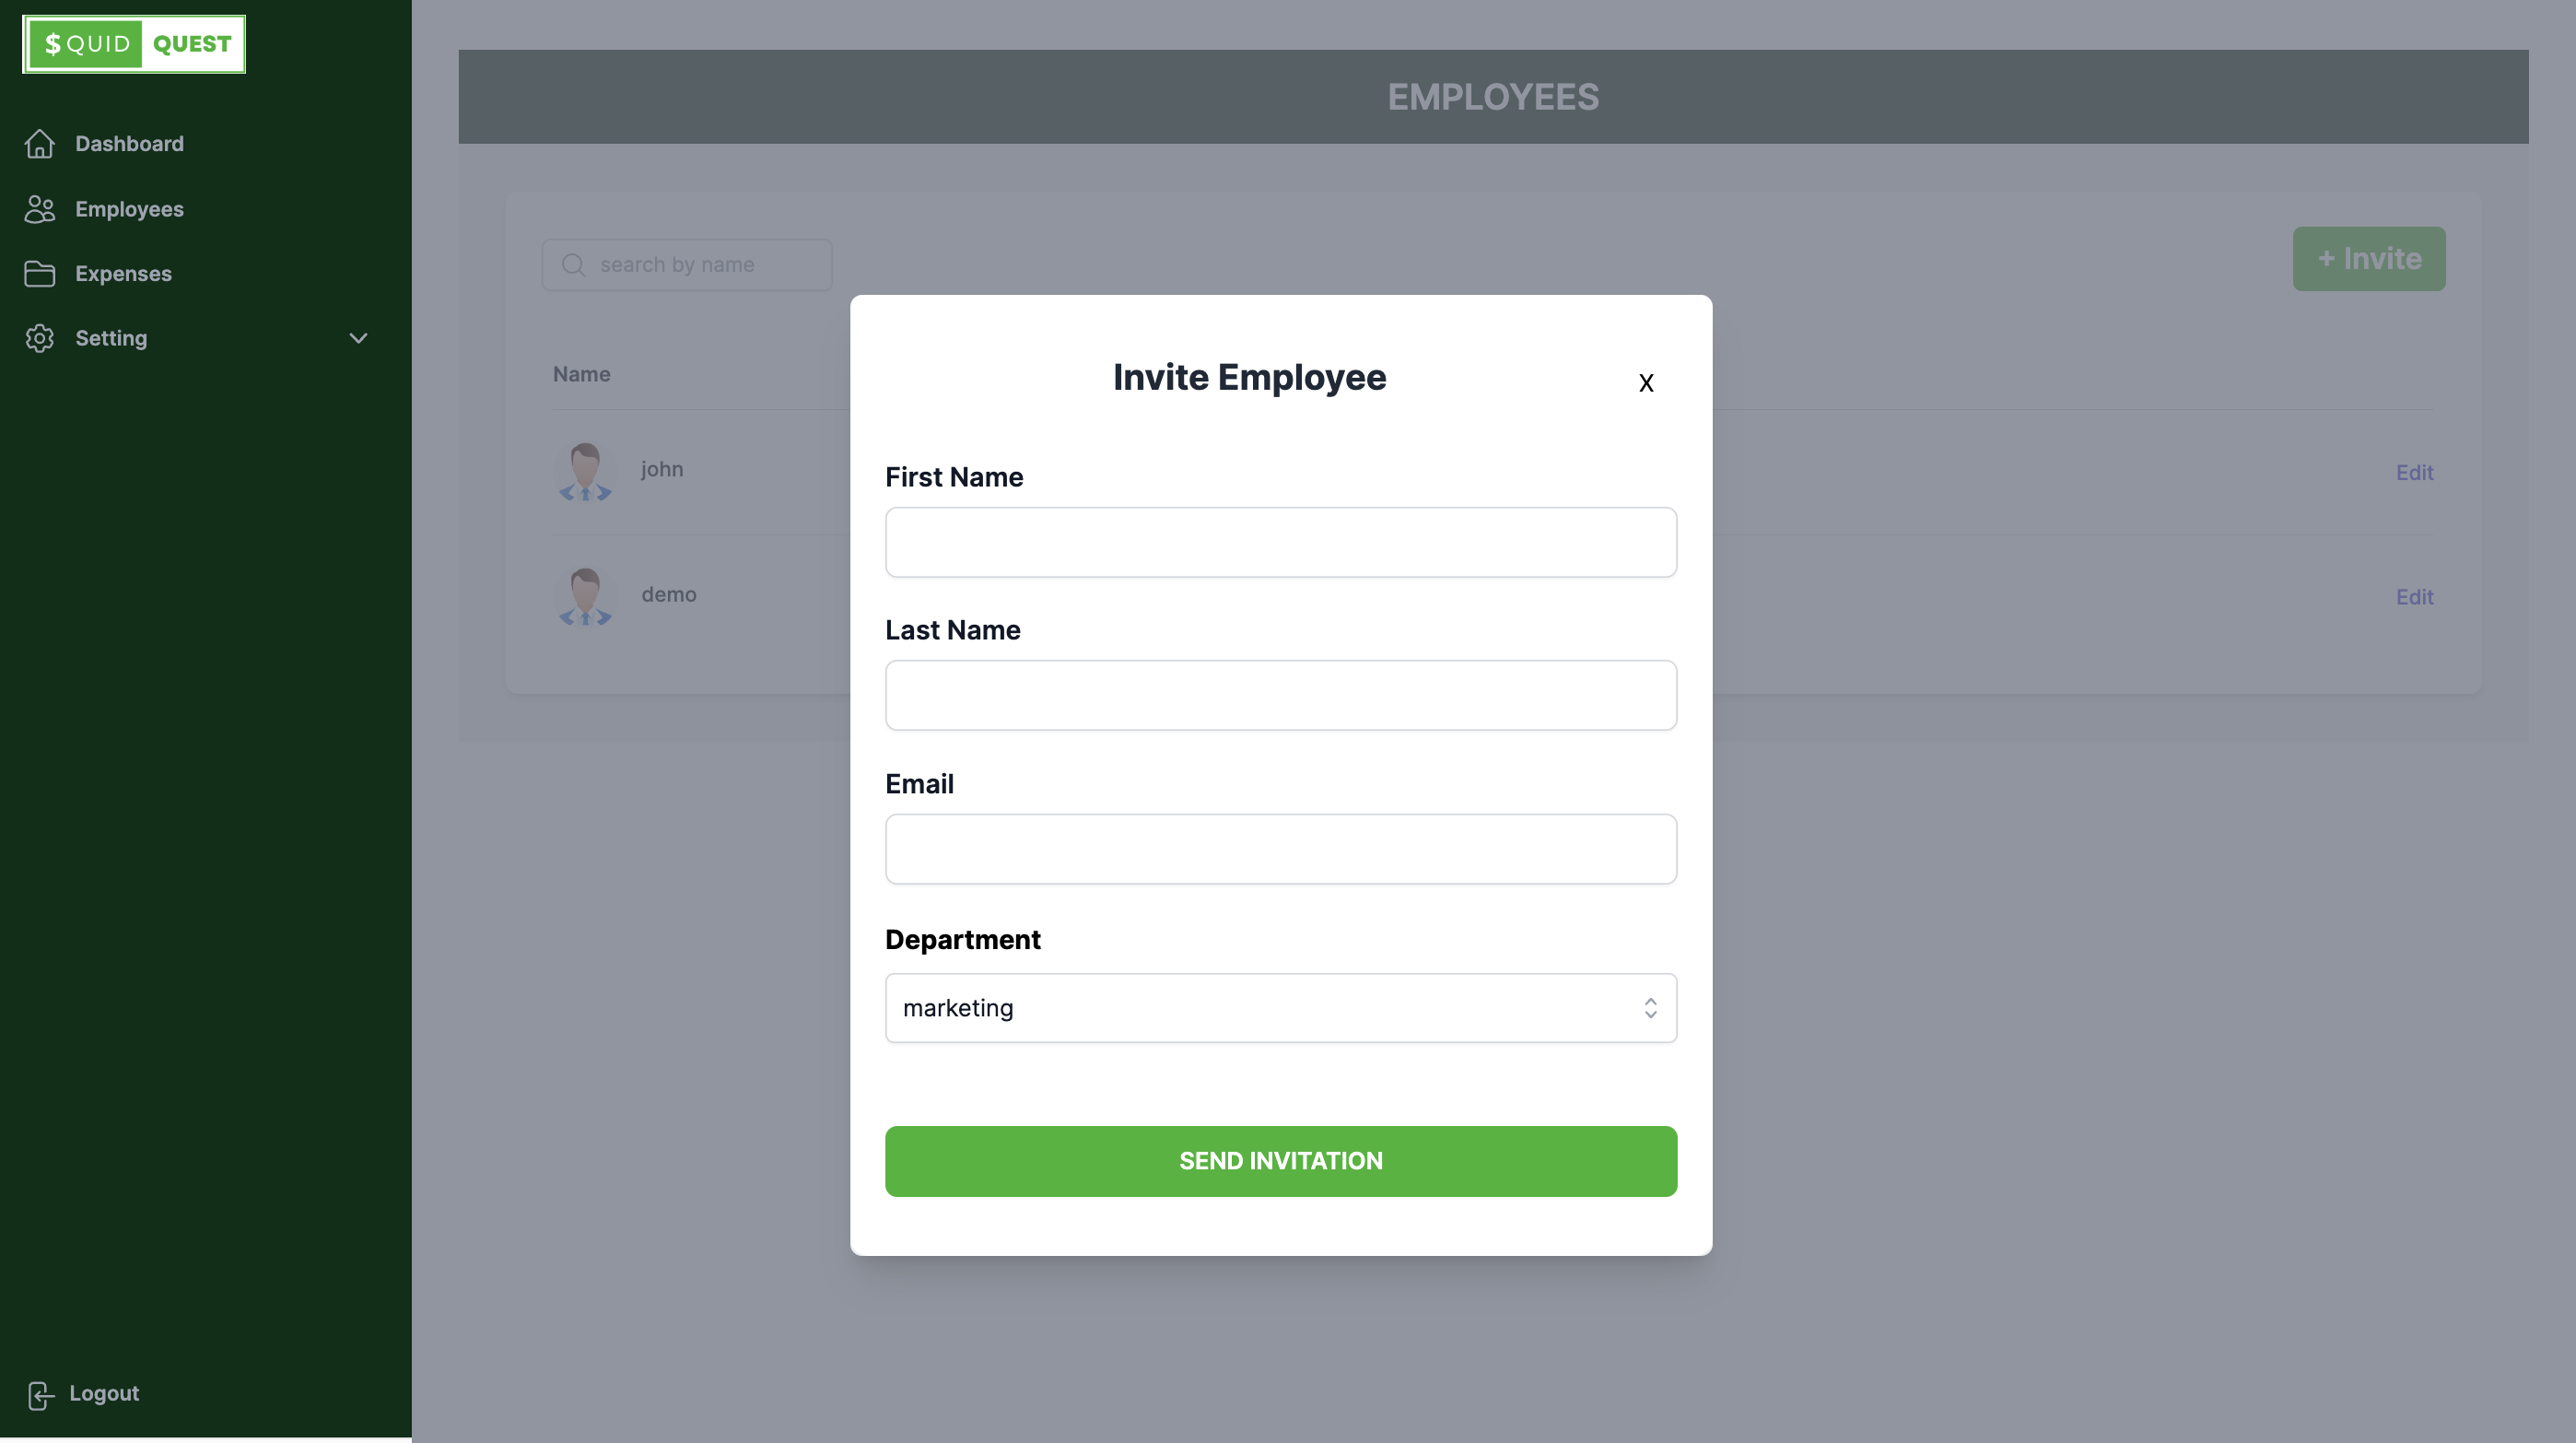 $QUID QUEST
Dashboard
Employees
Expenses
Setting
Logout
EMPLOYEES
search by name
+ Invite
Name
john
Edit
demo
Edit
Invite Employee
X
First Name
Last Name
Email
Department
marketing
SEND INVITATION